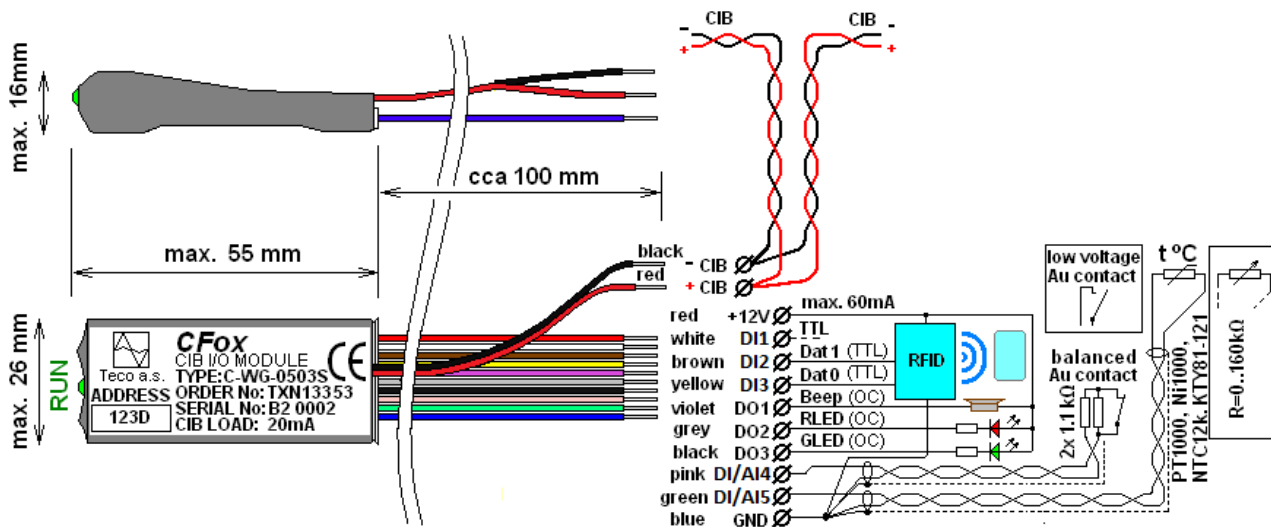 max. 16mm
cca 100 mm
max. 55 mm
max. 26 mm
RUN
Teco a.s.
ADDRESS
123D
CFox
CIB I/O MODULE
TYPE:C-WG-0503S
ORDER No: TXN13353
SERIAL No: B2 0002
CIB LOAD: 20mA
CE
- CIB
+
CIB -
+
black - CIB
red + CIB
red +12V max. 60mA
white DI1 TTL
brown DI2 Dat1 (TTL)
yellow DI3 Dat0 (TTL)
violet DO1 Beep (OC)
grey DO2 RLED (OC)
black DO3 GLED (OC)
pink DI/AI4
green DI/AI5
blue GND
RFID
low voltage
Au contact
balanced
Au contact
2x 1.1 kΩ
t ºC
PT1000, Ni1000,
NTC12k, KTY81-121
R=0..160kΩ